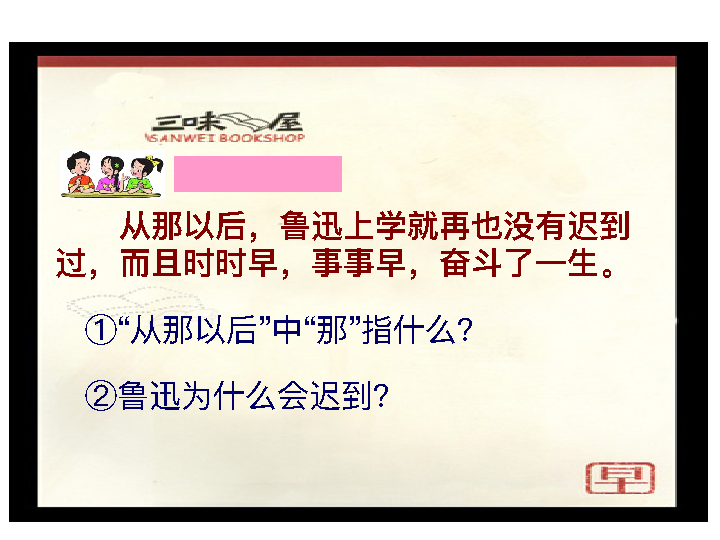 三味书屋
SANWEI BOOKSHOP
从那以后，鲁迅上学就再也没有迟到
过，而且时时早，事事早，奋斗了一生。
①“从那以后”中“那”指什么?
②鲁迅为什么会迟到?
早